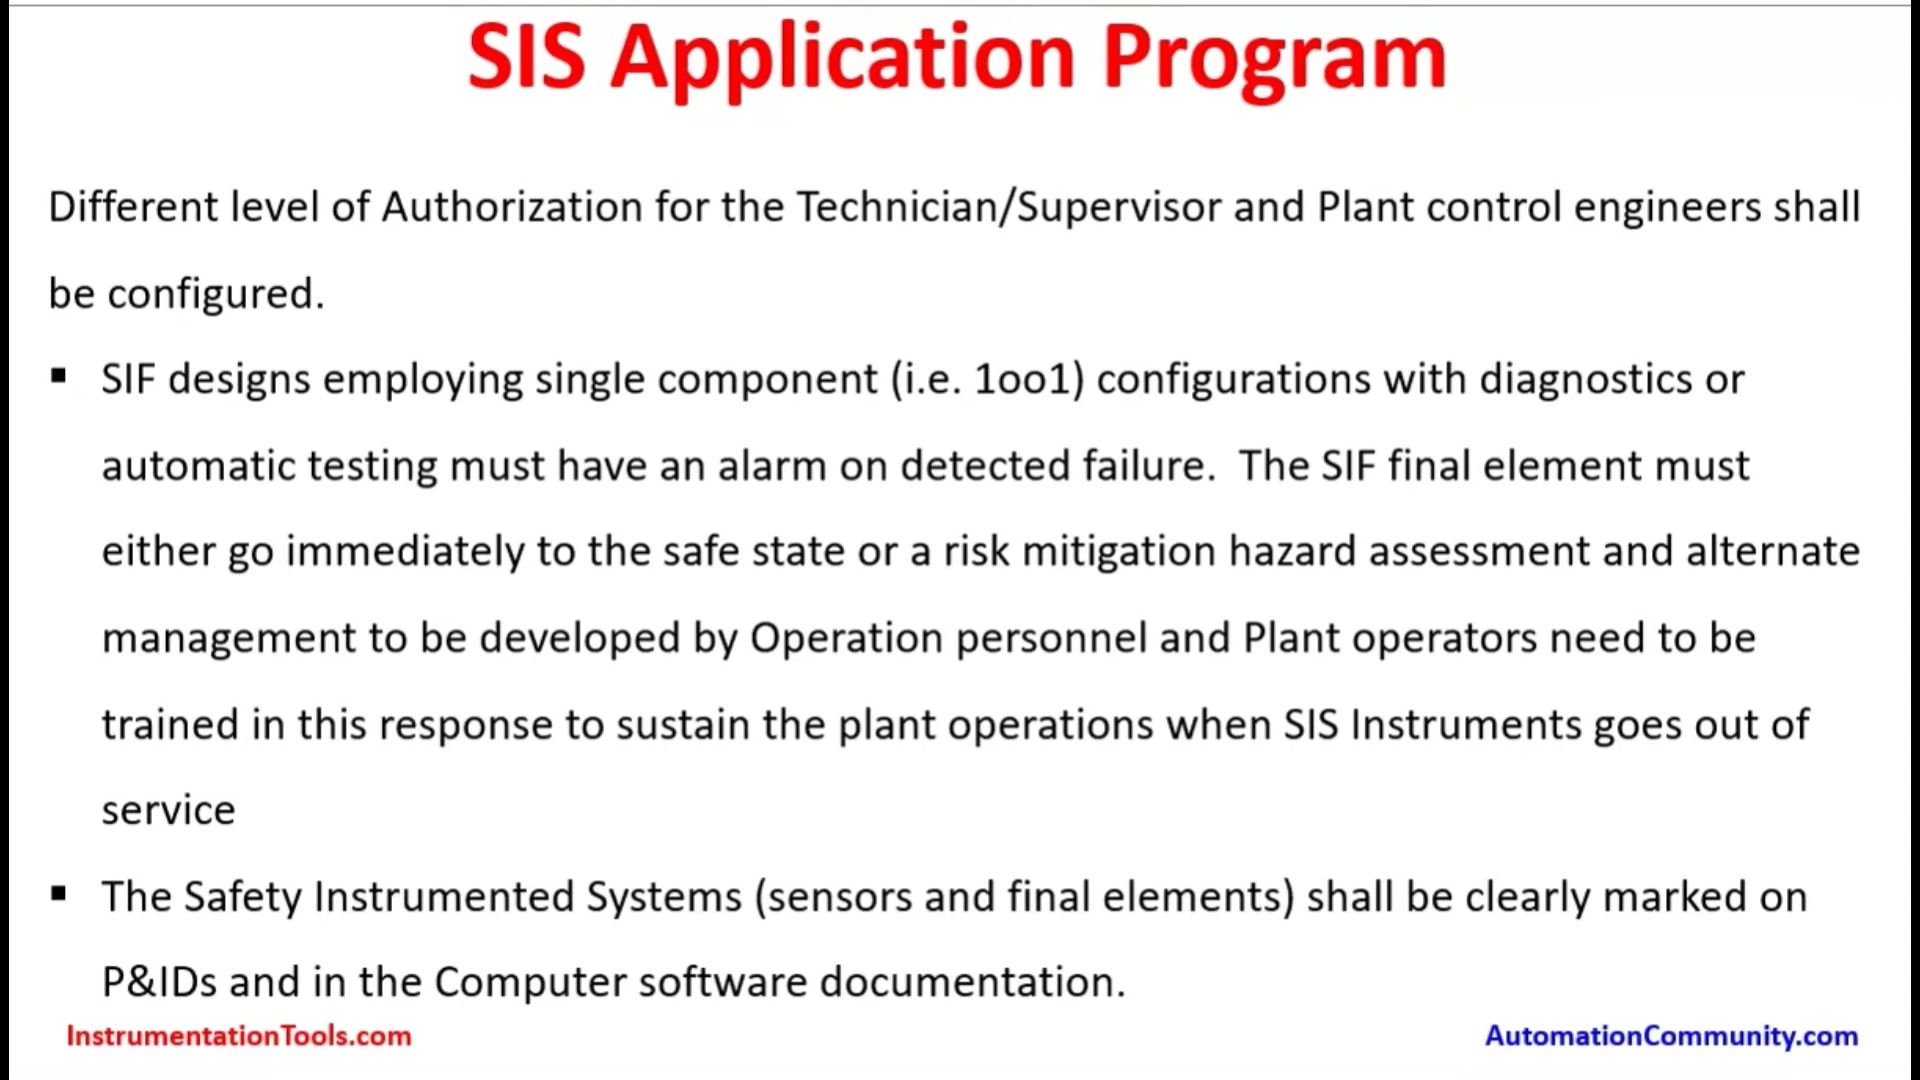 SIS Application Program
Different level of Authorization for the Technician/Supervisor and Plant control engineers shall
be configured.
▪ SIF designs employing single component (i.e. 1oo1) configurations with diagnostics or
automatic testing must have an alarm on detected failure.  The SIF final element must
either go immediately to the safe state or a risk mitigation hazard assessment and alternate
management to be developed by Operation personnel and Plant operators need to be
trained in this response to sustain the plant operations when SIS Instruments goes out of
service
▪ The Safety Instrumented Systems (sensors and final elements) shall be clearly marked on
P&IDs and in the Computer software documentation.
InstrumentationTools.com
AutomationCommunity.com